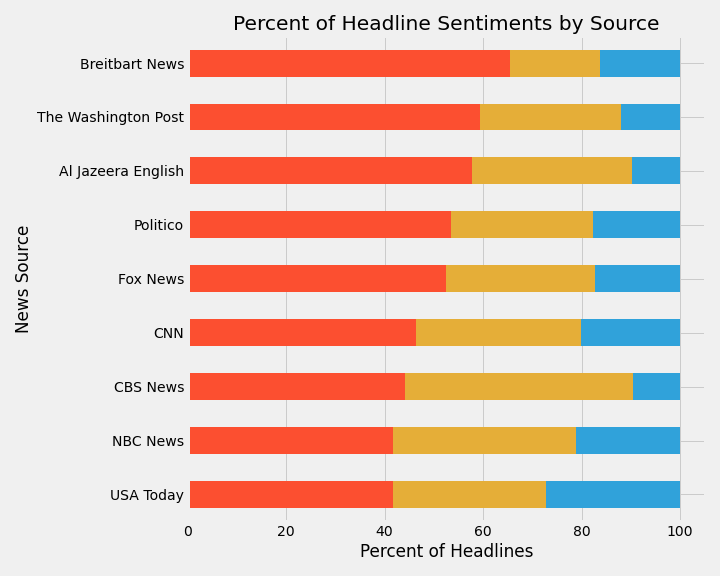 Percent of Headline Sentiments by Source
Breitbart News
The Washington Post
Al Jazeera English
Politico
Fox News
CNN
CBS News
NBC News
USA Today
News Source
0 20 40 60 80 100
Percent of Headlines